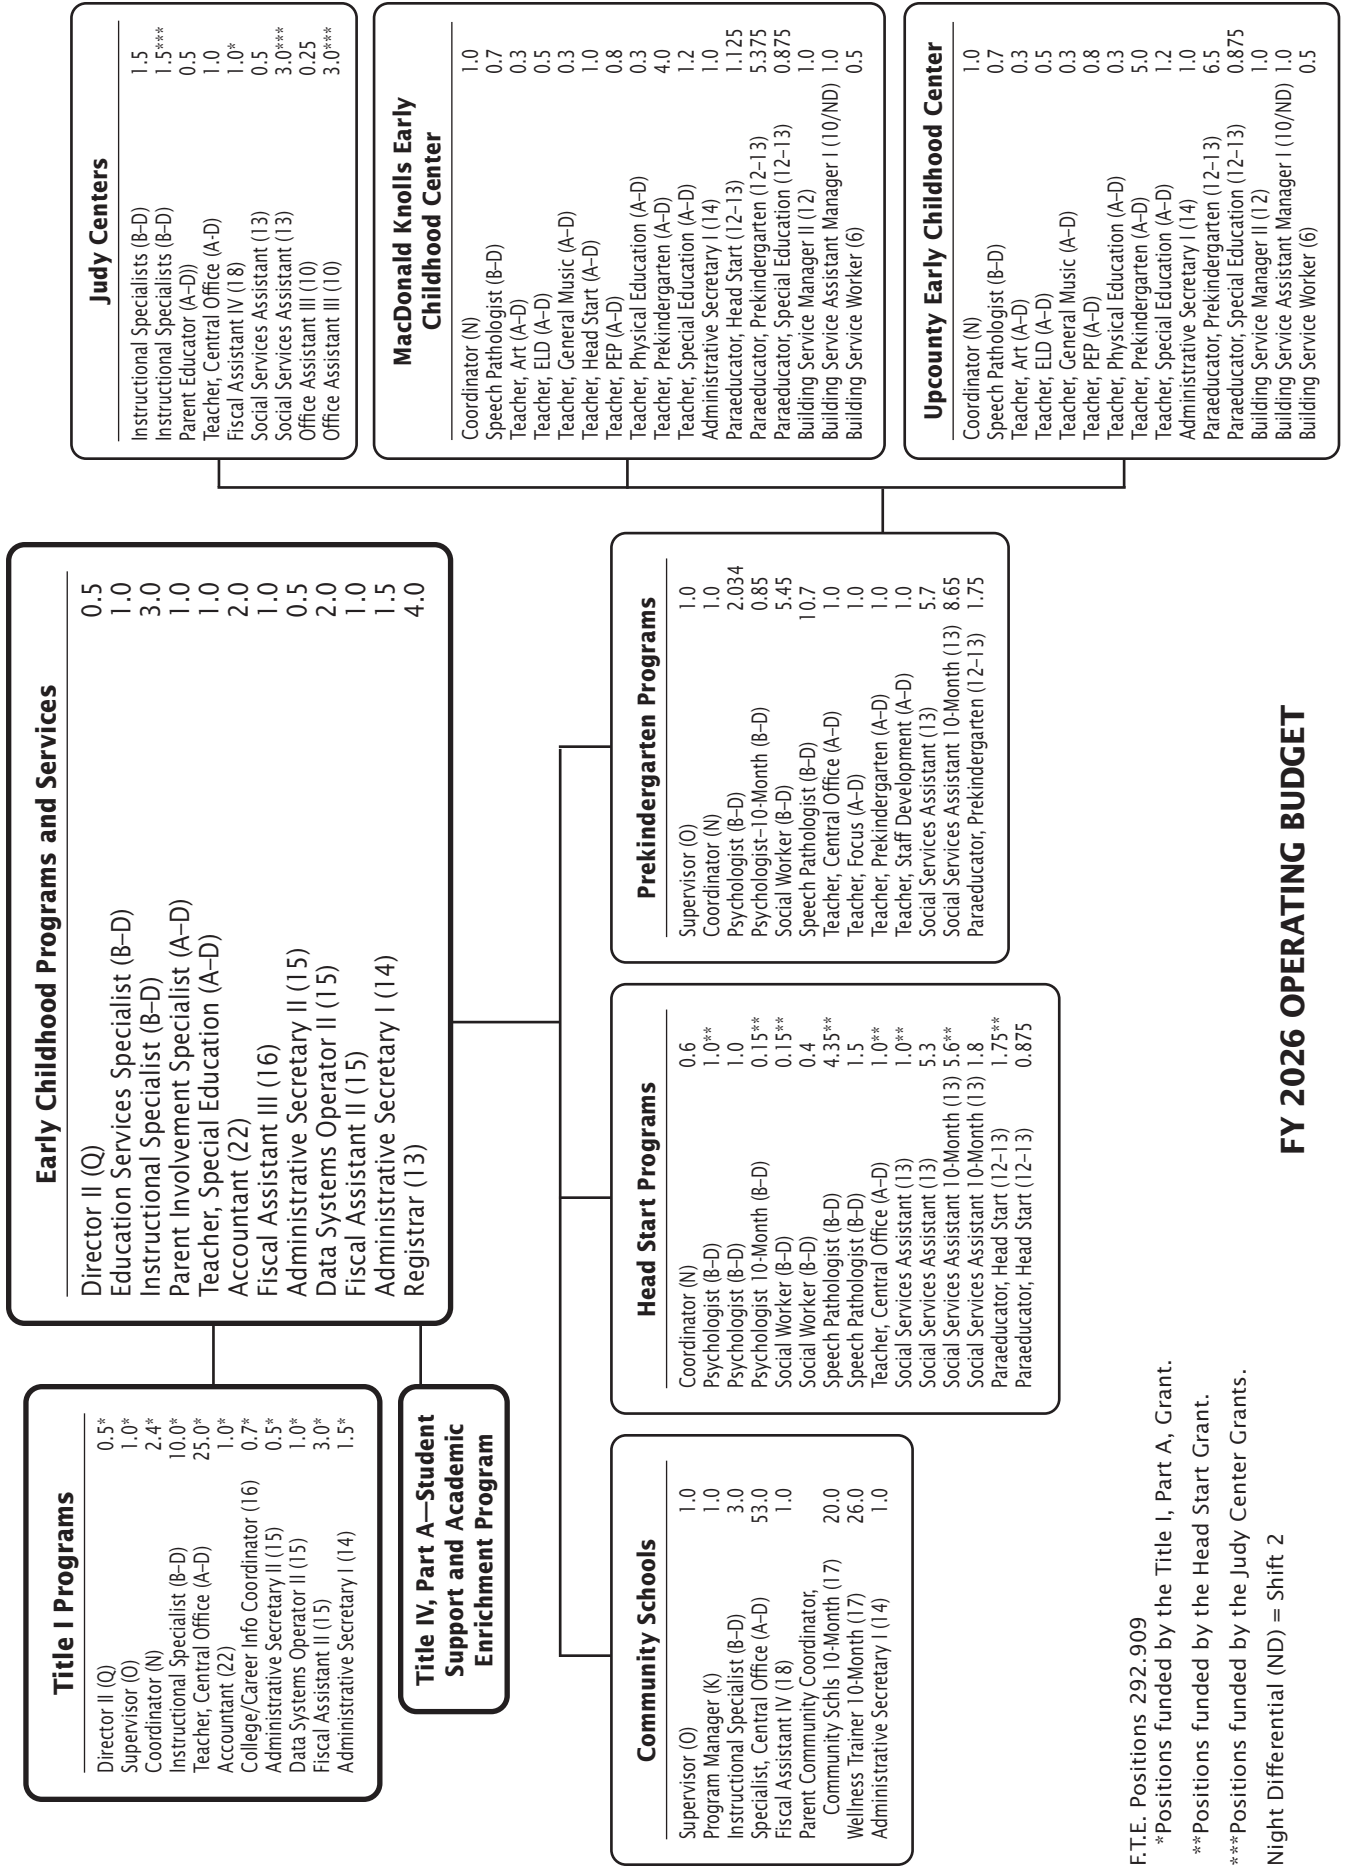 Early Childhood Programs and Services
Director II (Q) 0.5
Education Services Specialist (B–D) 1.0
Instructional Specialist (B–D) 3.0
Parent Involvement Specialist (A–D) 1.0
Teacher, Special Education (A–D) 1.0
Accountant (22) 2.0
Fiscal Assistant III (16) 1.0
Administrative Secretary II (15) 0.5
Data Systems Operator II (15) 2.0
Fiscal Assistant II (15) 1.0
Administrative Secretary I (14) 1.5
Registrar (13) 4.0
Title I Programs
Director II (Q) 0.5*
Supervisor (O) 1.0*
Coordinator (N) 2.4*
Instructional Specialist (B–D) 10.0*
Teacher, Central Office (A–D) 25.0*
Accountant (22) 1.0*
College/Career Info Coordinator (16) 0.7*
Administrative Secretary II (15) 0.5*
Data Systems Operator II (15) 1.0*
Fiscal Assistant II (15) 3.0*
Administrative Secretary I (14) 1.5*
Title IV, Part A—Student
Support and Academic
Enrichment Program
Community Schools
Supervisor (O) 1.0
Program Manager (K) 1.0
Instructional Specialist (B–D) 3.0
Specialist, Central Office (A–D) 53.0
Fiscal Assistant IV (18) 1.0
Parent Community Coordinator,
Community Schls 10-Month (17) 20.0
Wellness Trainer 10-Month (17) 26.0
Administrative Secretary I (14) 1.0
Head Start Programs
Coordinator (N) 0.6
Psychologist (B–D) 1.0**
Psychologist (B–D) 1.0
Psychologist 10-Month (B–D) 0.15**
Social Worker (B–D) 0.15**
Social Worker (B–D) 0.4
Speech Pathologist (B–D) 4.35**
Speech Pathologist (B–D) 1.5
Teacher, Central Office (A–D) 1.0**
Social Services Assistant (13) 1.0**
Social Services Assistant (13) 5.3
Social Services Assistant 10-Month (13) 5.6**
Social Services Assistant 10-Month (13) 1.8
Paraeducator, Head Start (12–13) 1.75**
Paraeducator, Head Start (12–13) 0.875
Prekindergarten Programs
Supervisor (O) 1.0
Coordinator (N) 1.0
Psychologist (B–D) 2.034
Psychologist–10-Month (B–D) 0.85
Social Worker (B–D) 5.45
Speech Pathologist (B–D) 10.7
Teacher, Central Office (A–D) 1.0
Teacher, Focus (A–D) 1.0
Teacher, Prekindergarten (A–D) 1.0
Teacher, Staff Development (A–D) 1.0
Social Services Assistant (13) 5.7
Social Services Assistant 10-Month (13) 8.65
Paraeducator, Prekindergarten (12–13) 1.75
Judy Centers
Instructional Specialists (B–D) 1.5
Instructional Specialists (B–D) 1.5***
Parent Educator (A–D)) 0.5
Teacher, Central Office (A-D) 1.0
Fiscal Assistant IV (18) 1.0*
Social Services Assistant (13) 0.5
Social Services Assistant (13) 3.0***
Office Assistant III (10) 0.25
Office Assistant III (10) 3.0***
MacDonald Knolls Early
Childhood Center
Coordinator (N) 1.0
Speech Pathologist (B–D) 0.7
Teacher, Art (A–D) 0.3
Teacher, ELD (A–D) 0.5
Teacher, General Music (A–D) 0.3
Teacher, Head Start (A–D) 1.0
Teacher, PEP (A–D) 0.8
Teacher, Physical Education (A–D) 0.3
Teacher, Prekindergarten (A–D) 4.0
Teacher, Special Education (A–D) 1.2
Administrative Secretary I (14) 1.0
Paraeducator, Head Start (12–13) 1.125
Paraeducator, Prekindergarten (12–13) 5.375
Paraeducator, Special Education (12–13) 0.875
Building Service Manager II (12) 1.0
Building Service Assistant Manager I (10/ND) 1.0
Building Service Worker (6) 0.5
Upcounty Early Childhood Center
Coordinator (N) 1.0
Speech Pathologist (B–D) 0.7
Teacher, Art (A–D) 0.3
Teacher, ELD (A–D) 0.5
Teacher, General Music (A–D) 0.3
Teacher, PEP (A–D) 0.8
Teacher, Physical Education (A–D) 0.3
Teacher, Prekindergarten (A–D) 5.0
Teacher, Special Education (A–D) 1.2
Administrative Secretary I (14) 1.0
Paraeducator, Prekindergarten (12–13) 6.5
Paraeducator, Special Education (12–13) 0.875
Building Service Manager II (12) 1.0
Building Service Assistant Manager I (10/ND) 1.0
Building Service Worker (6) 0.5
F.T.E. Positions 292.909
*Positions funded by the Title I, Part A, Grant.
**Positions funded by the Head Start Grant.
***Positions funded by the Judy Center Grants.
Night Differential (ND) = Shift 2
FY 2026 OPERATING BUDGET